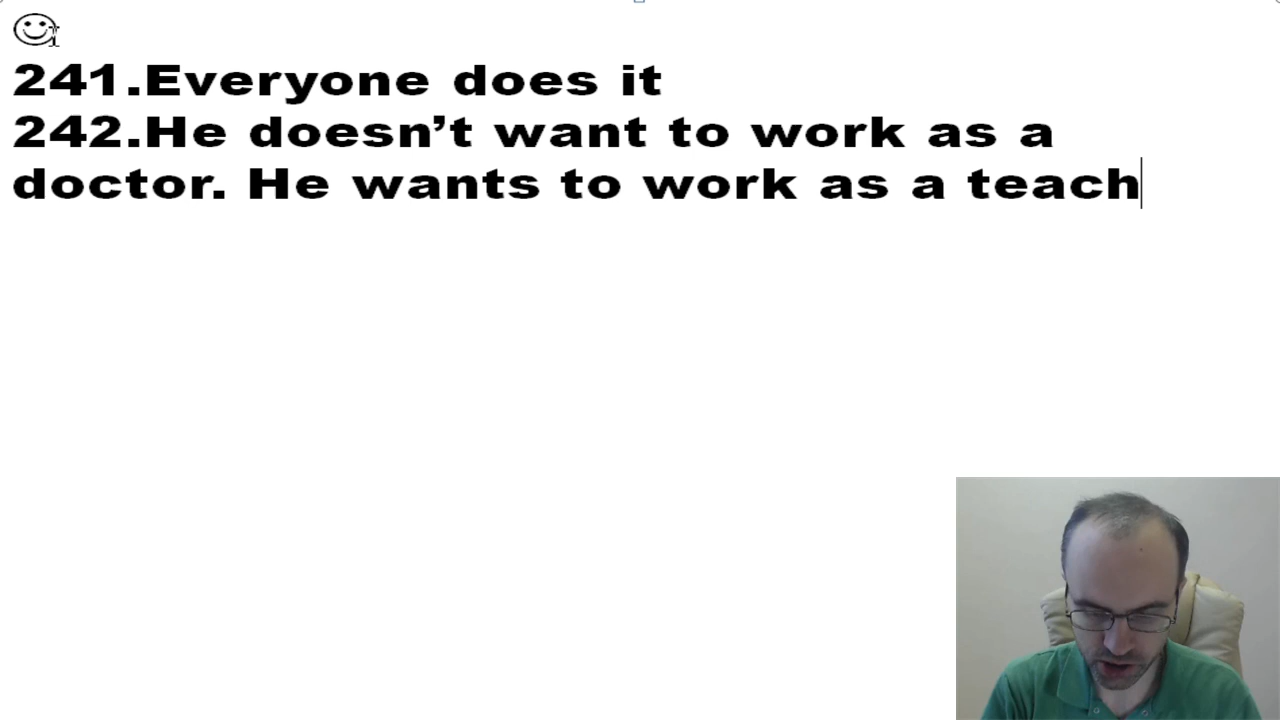 241.Everyone does it
242.He doesn’t want to work as a
doctor. He wants to work as a teach